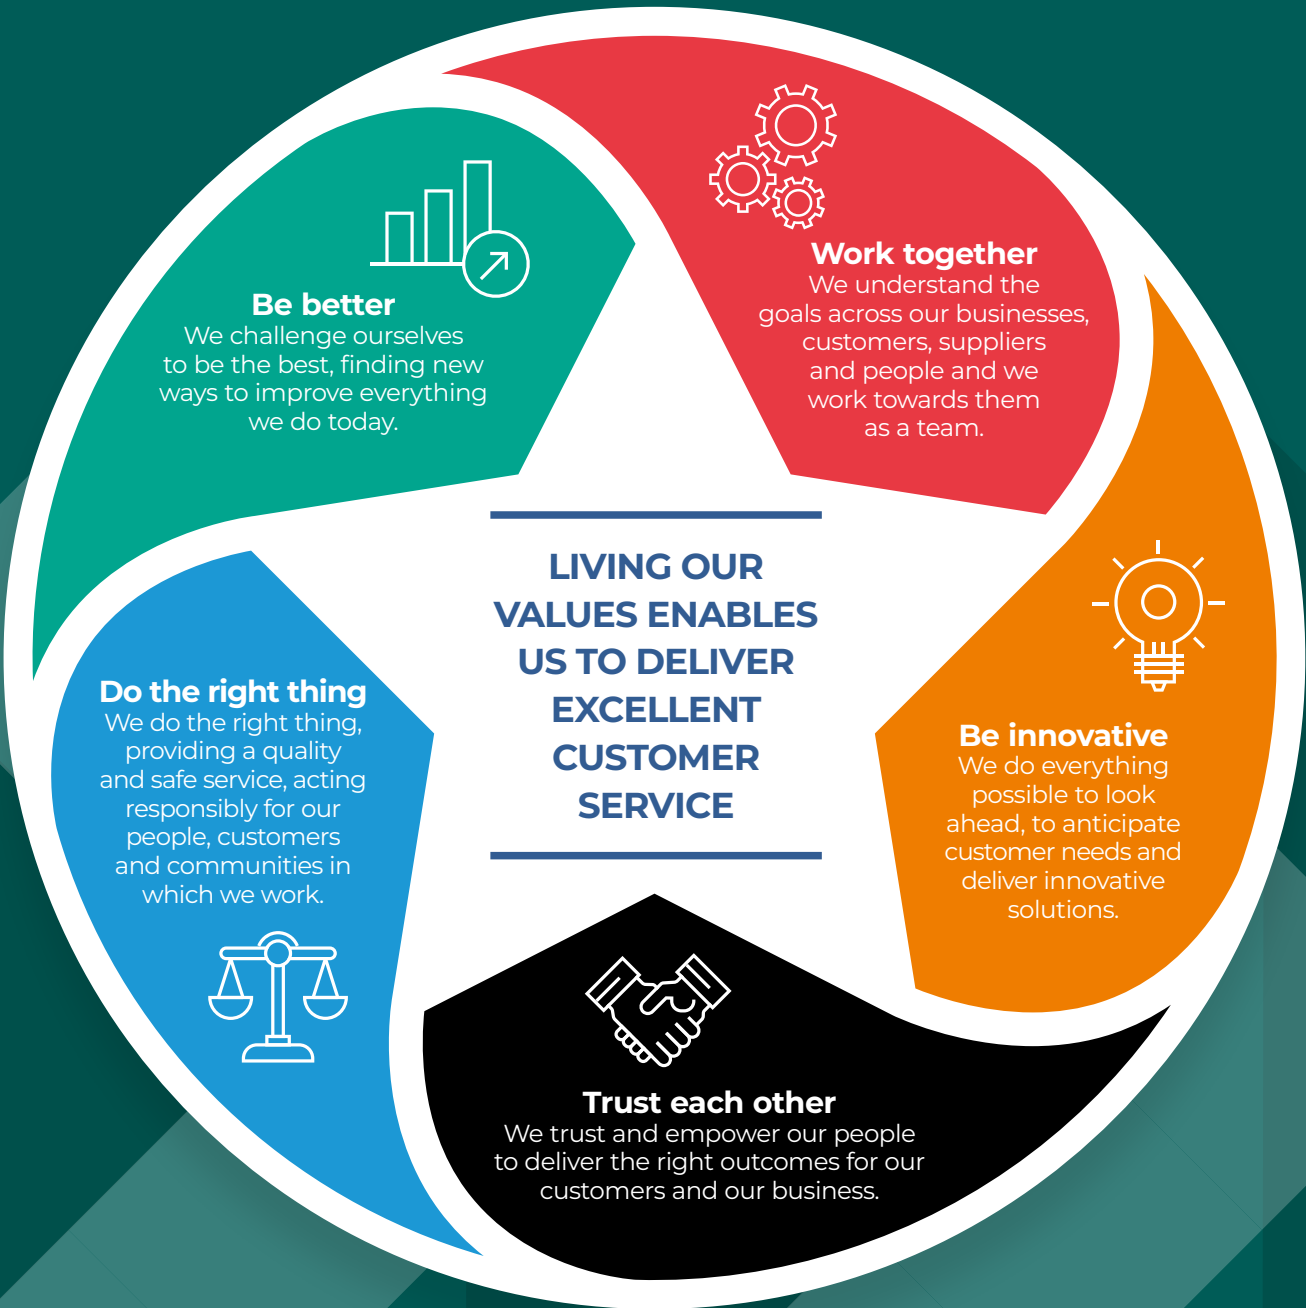 Be better
We challenge ourselves
to be the best, finding new
ways to improve everything
we do today.
Work together
We understand the
goals across our businesses,
customers, suppliers
and people and we
work towards them
as a team.
LIVING OUR
VALUES ENABLES
US TO DELIVER
EXCELLENT
CUSTOMER
SERVICE
Do the right thing
We do the right thing,
providing a quality
and safe service, acting
responsibly for our
people, customers
and communities in
which we work.
Be innovative
We do everything
possible to look
ahead, to anticipate
customer needs and
deliver innovative
solutions.
Trust each other
We trust and empower our people
to deliver the right outcomes for our
customers and our business.